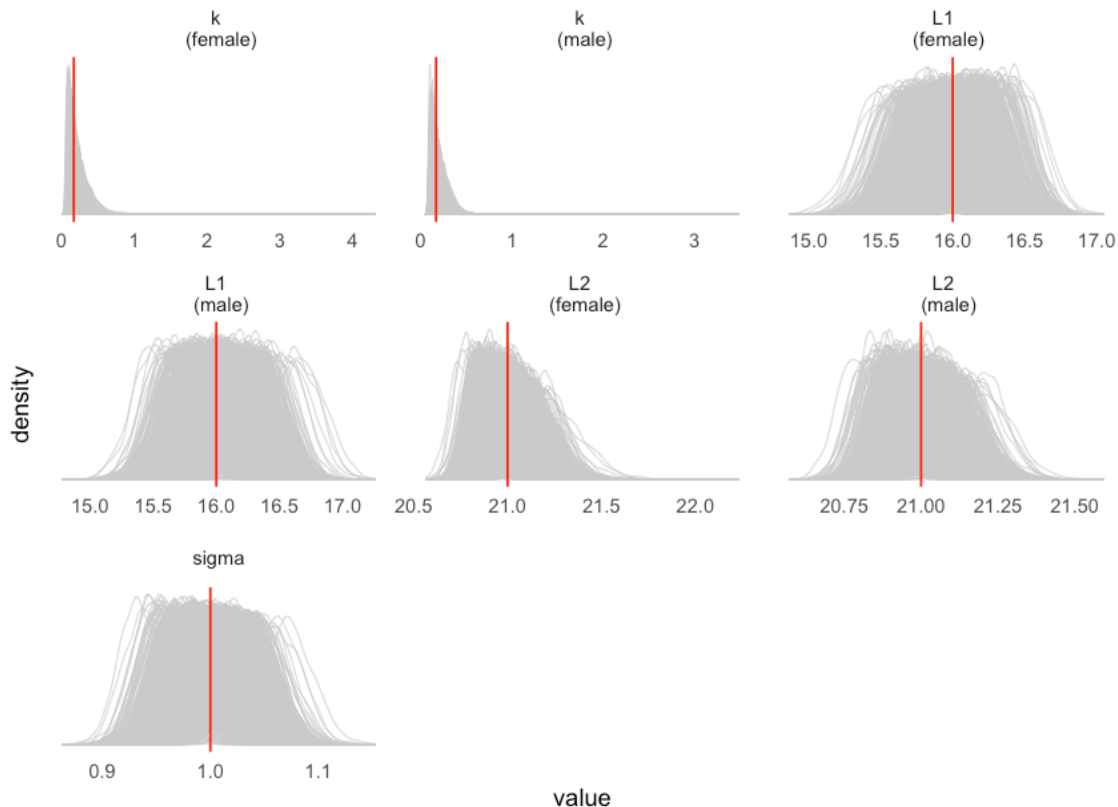 k
(female)
k
(male)
L1
(female)
0 1 2 3 4
0 1 2 3
15.0 15.5 16.0 16.5 17.0
L1
(male)
L2
(female)
L2
(male)
density
15.0 15.5 16.0 16.5 17.0
20.5 21.0 21.5 22.0
20.75 21.00 21.25 21.50
sigma
0.9 1.0 1.1
value